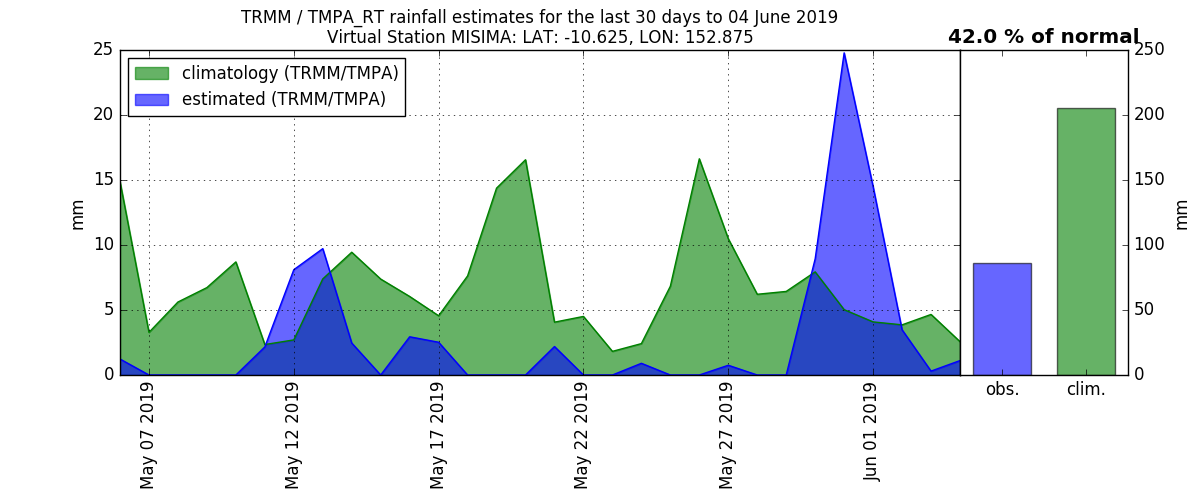 TRMM / TMPA_RT rainfall estimates for the last 30 days to 04 June 2019
Virtual Station MISIMA: LAT: -10.625, LON: 152.875
42.0 % of normal
climatology (TRMM/TMPA)
estimated (TRMM/TMPA)
25
20
15
10
5
0
mm
250
200
150
100
50
0
mm
May 07 2019
May 12 2019
May 17 2019
May 22 2019
May 27 2019
Jun 01 2019
obs.
clim.